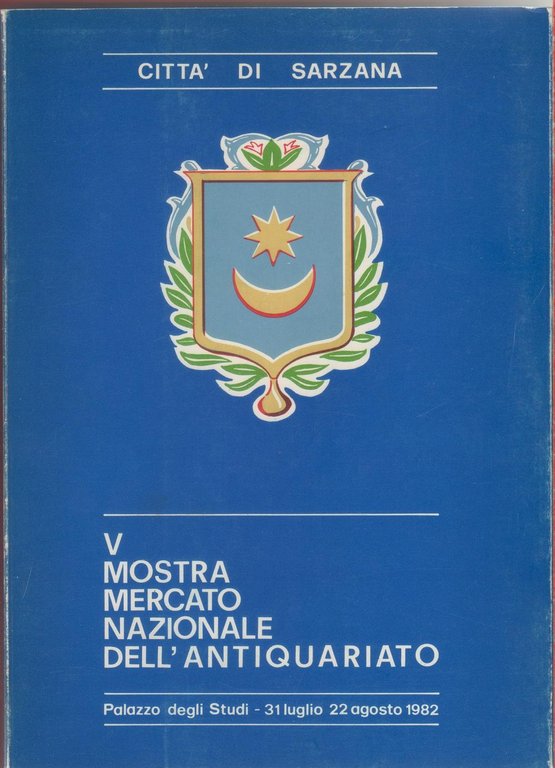 CITTA' DI SARZANA
V
MOSTRA
MERCATO
NAZIONALE
DELL'ANTIQUARIATO
Palazzo degli Studi - 31 luglio 22 agosto 1982